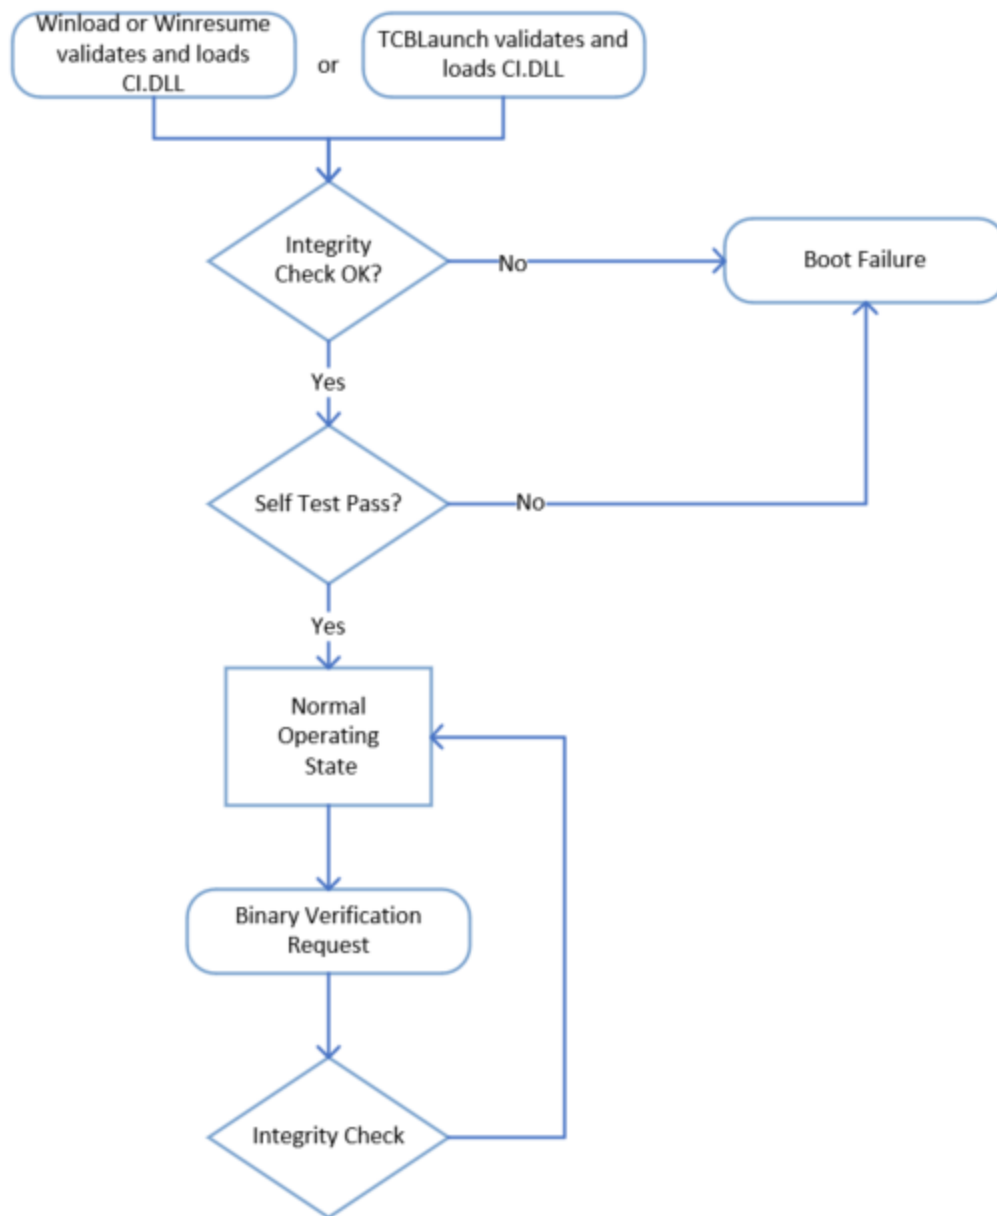 Winload or Winresume
validates and loads
CI.DLL
or
TCBLaunch validates and
loads CI.DLL
Integrity
Check OK?
No
Boot Failure
Yes
Self Test Pass?
No
Yes
Normal
Operating
State
Binary Verification
Request
Integrity Check